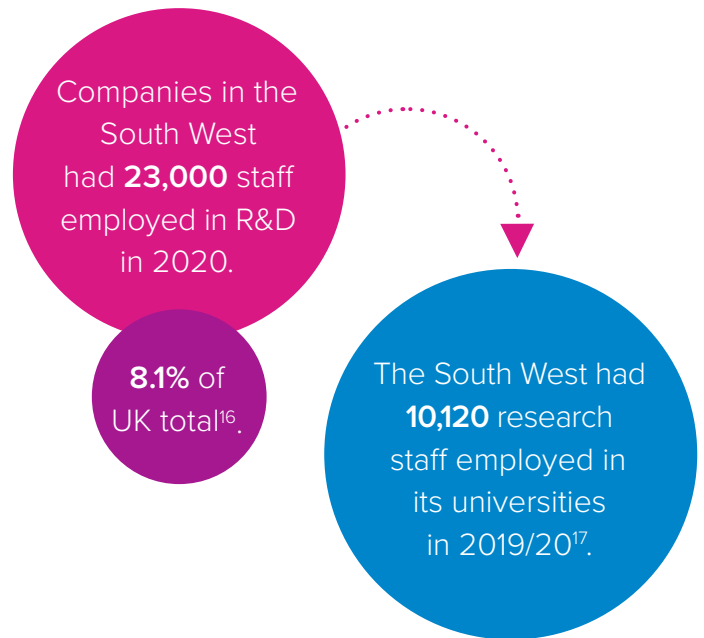 Companies in the
South West
had 23,000 staff
employed in R&D
in 2020.
8.1% of
UK total16.
The South West had
10,120 research
staff employed in
its universities
in 2019/2017.